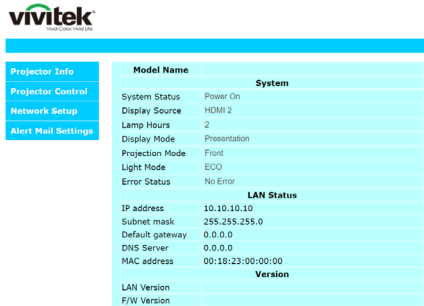 vivitek
Vivid Color, Vivid Life
Projector Info
Projector Control
Network Setup
Alert Mail Settings
Model Name
System
System Status Power On
Display Source HDMI 2
Lamp Hours 2
Display Mode Presentation
Projection Mode Front
Light Mode ECO
Error Status No Error
LAN Status
IP address 10.10.10.10
Subnet mask 255.255.255.0
Default gateway 0.0.0.0
DNS Server 0.0.0.0
MAC address 00:18:23:00:00:00
Version
LAN Version
F/W Version